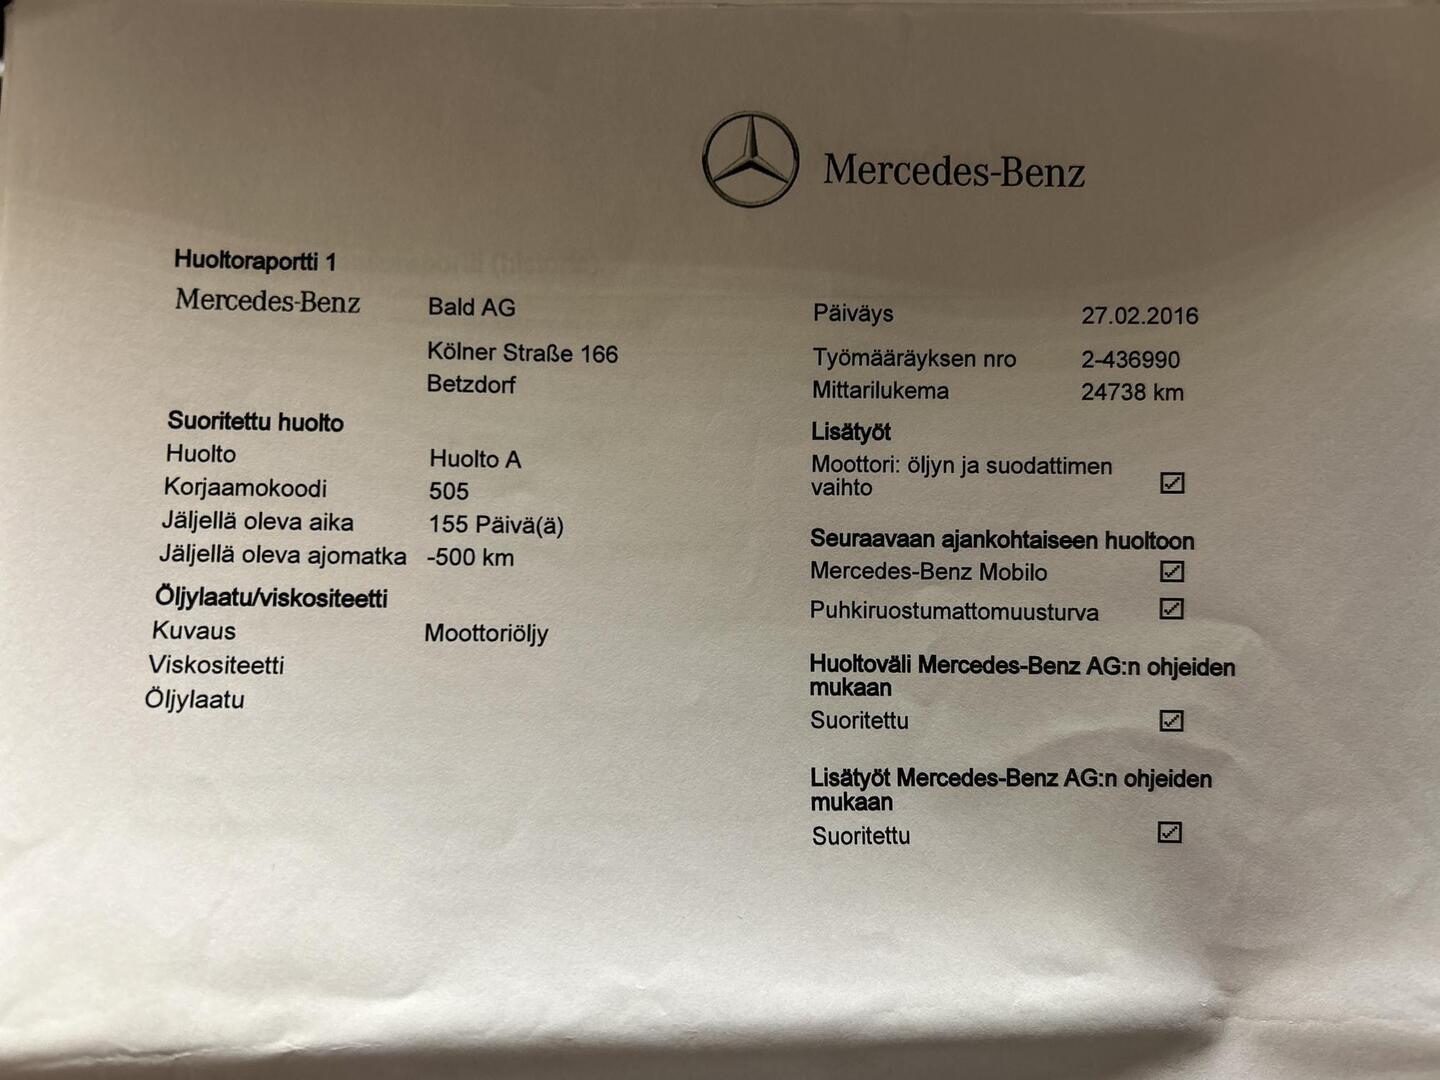 Mercedes-Benz
Huoltoraportti 1
Mercedes-Benz Bald AG
Kölner Straße 166
Betzdorf
Suoritettu huolto
Huolto Huolto A
Korjaamokoodi 505
Jäljellä oleva aika 155 Päivä(ä)
Jäljellä oleva ajomatka -500 km
Öljylaatu/viskositeetti
Kuvaus Moottoriöljy
Viskositeetti
Öljylaatu
Päiväys 27.02.2016
Työmääräyksen nro 2-436990
Mittarilukema 24738 km
Lisätyöt
Moottori: öljyn ja suodattimen
vaihto
Seuraavaan ajankohtaiseen huoltoon
Mercedes-Benz Mobilo
Puhkiruostumattomuusturva
Huoltoväli Mercedes-Benz AG:n ohjeiden
mukaan
Suoritettu
Lisätyöt Mercedes-Benz AG:n ohjeiden
mukaan
Suoritettu